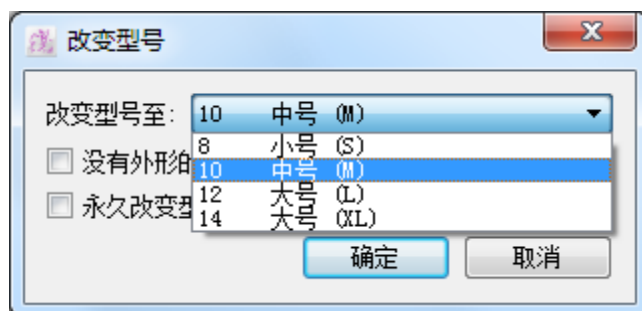 改变型号
改变型号至: 10 中号 (M)
8 小号 (S)
没有外形的
10 中号 (M)
12 大号 (L)
永久改变型
14 大号 (XL)
确定 取消